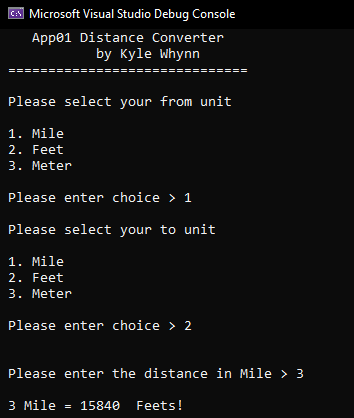 Microsoft Visual Studio Debug Console
App01 Distance Converter
by Kyle Whynn
==============================
Please select your from unit
1. Mile
2. Feet
3. Meter
Please enter choice > 1
Please select your to unit
1. Mile
2. Feet
3. Meter
Please enter choice > 2
Please enter the distance in Mile > 3
3 Mile = 15840  Feets!